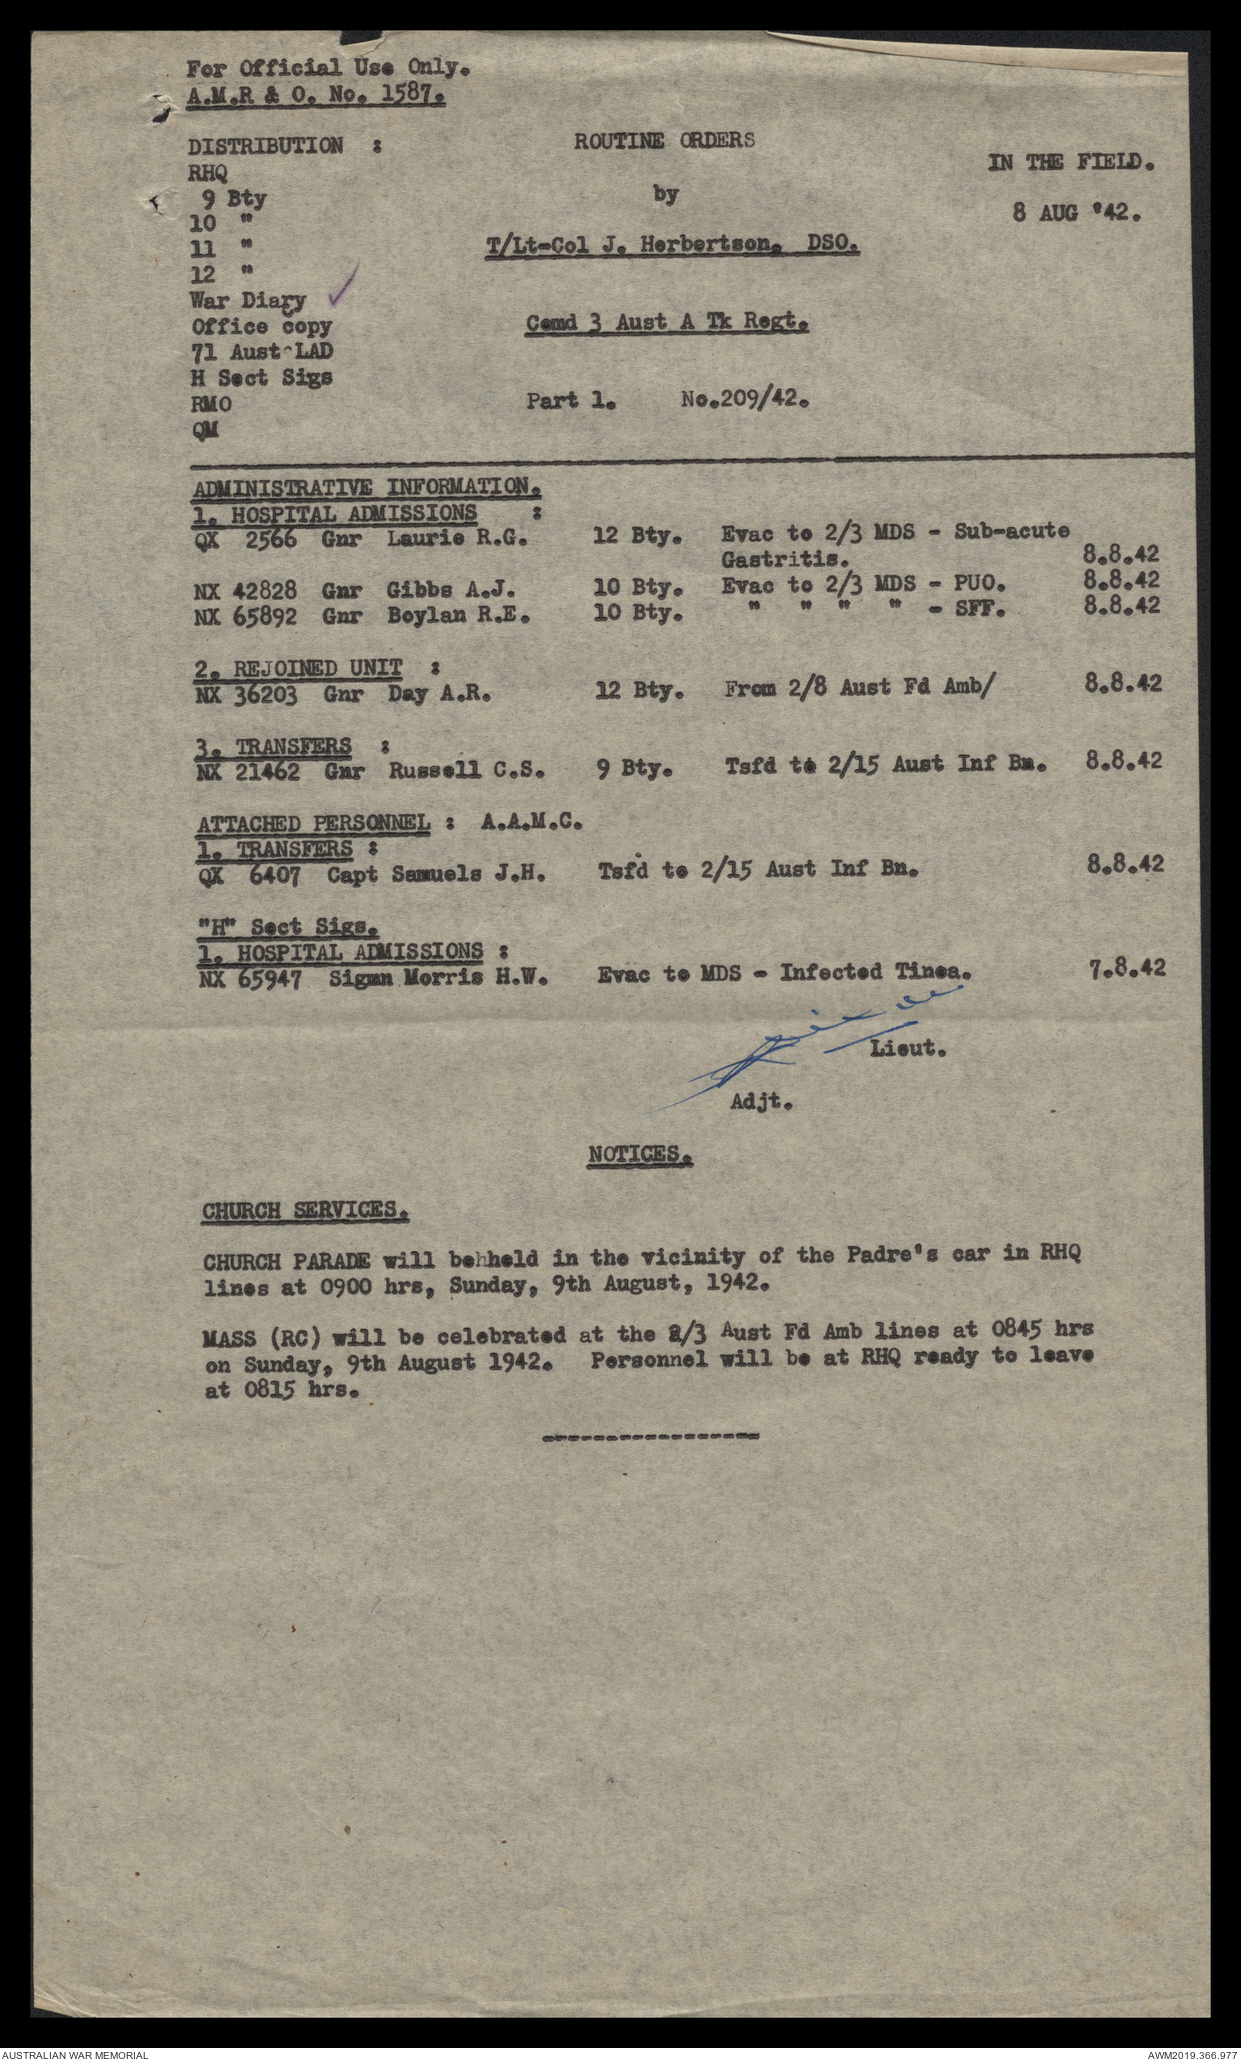 For Official Use Only.
A.M.R & O. No. 1587.
DISTRIBUTION :
RHQ
9 Bty
10 "
11 "
12 "
War Diary
Office copy
71 Aust LAD
H Sect Sigs
RMO
QM
ROUTINE ORDERS
by
T/Lt-Col J. Herbertson. DSO.
Comd 3 Aust A Tk Regt.
Part 1. No.209/42.
IN THE FIELD.
8 AUG '42.
ADMINISTRATIVE INFORMATION.
1. HOSPITAL ADMISSIONS :
QX 2566 Gnr Laurie R.G. 12 Bty. Evac to 2/3 MDS - Sub-acute
Gastritis. 8.8.42
NX 42828 Gnr Gibbs A.J. 10 Bty. Evac to 2/3 MDS - PUO. 8.8.42
NX 65892 Gnr Boylan R.E. 10 Bty. " " " " - SFF. 8.8.42
2. REJOINED UNIT :
NX 36203 Gnr Day A.R. 12 Bty. From 2/8 Aust Fd Amb/ 8.8.42
3. TRANSFERS :
NX 21462 Gnr Russell C.S. 9 Bty. Tsfd to 2/15 Aust Inf Bn. 8.8.42
ATTACHED PERSONNEL : A.A.M.C.
1. TRANSFERS :
QX 6407 Capt Samuels J.H. Tsfd to 2/15 Aust Inf Bn. 8.8.42
"H" Sect Sigs.
1. HOSPITAL ADMISSIONS :
NX 65947 Sigmn Morris H.W. Evac to MDS - Infected Tinea. 7.8.42
Lieut.
Adjt.
NOTICES.
CHURCH SERVICES.
CHURCH PARADE will behheld in the vicinity of the Padre's car in RHQ
lines at 0900 hrs, Sunday, 9th August, 1942.
MASS (RC) will be celebrated at the 2/3 Aust Fd Amb lines at 0845 hrs
on Sunday, 9th August 1942. Personnel will be at RHQ ready to leave
at 0815 hrs.
AUSTRALIAN WAR MEMORIAL
AWM2019.366.977